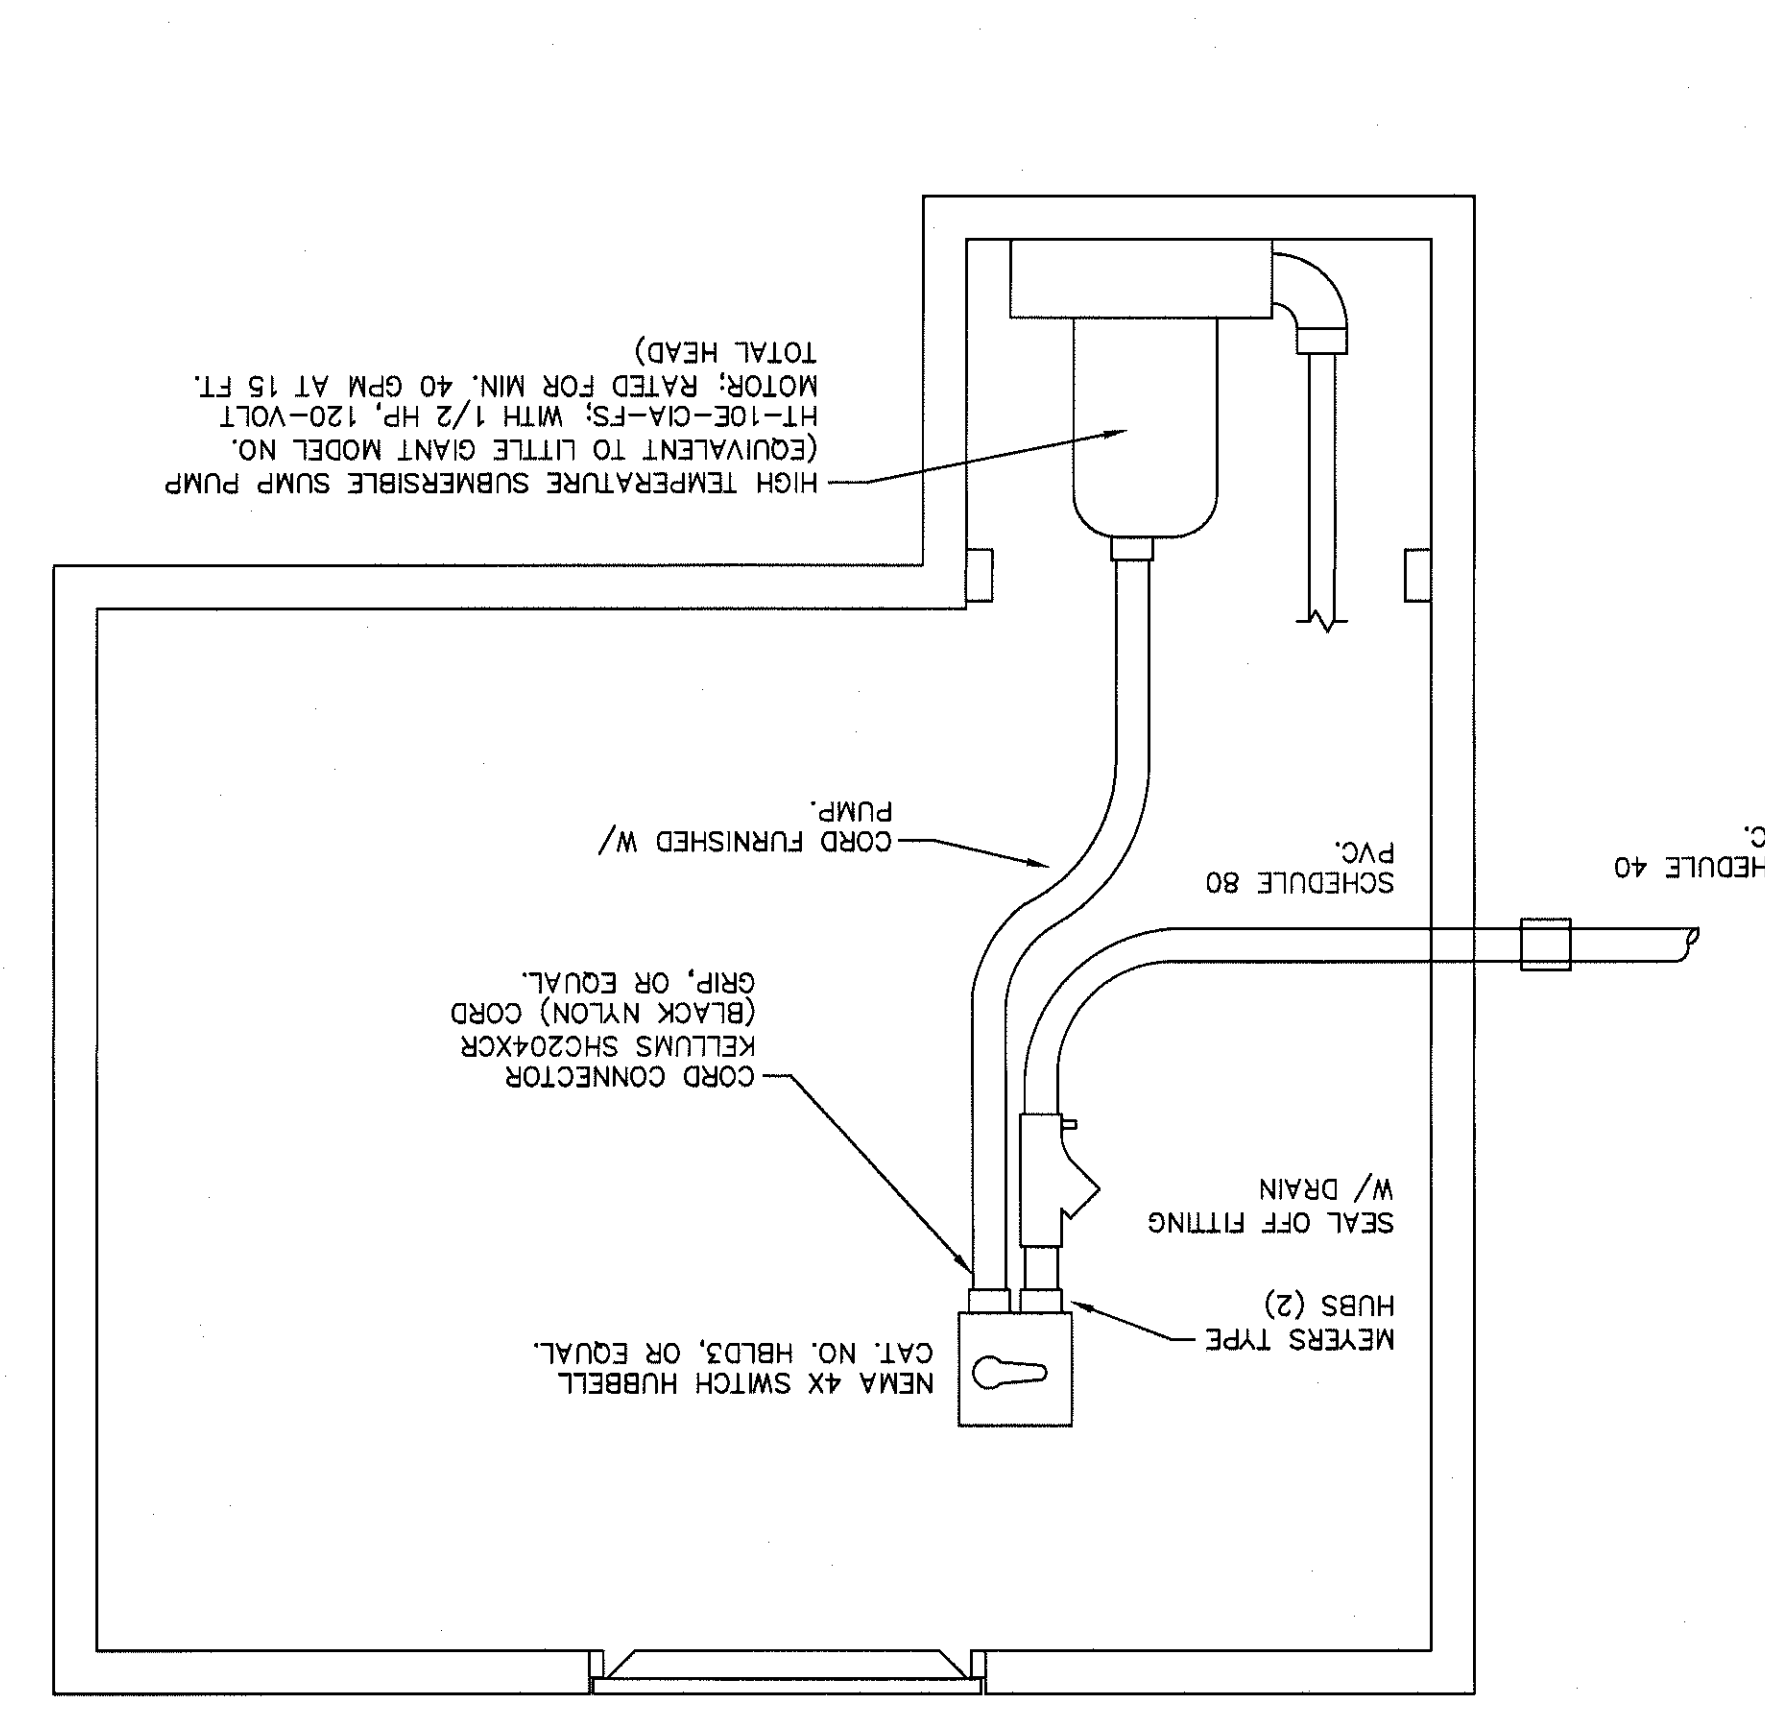 NEMA 4X SWITCH HUBBELL
CAT. NO. HBLD3, OR EQUAL.
MEYERS TYPE
HUBS (2)
SEAL OFF FITTING
W/ DRAIN
CORD CONNECTOR
KELLUMS SHC204XCR
(BLACK NYLON) CORD
GRIP, OR EQUAL.
HEDULE 40
C.
SCHEDULE 80
PVC.
CORD FURNISHED W/
PUMP.
HIGH TEMPERATURE SUBMERSIBLE SUMP PUMP
(EQUIVALENT TO LITTLE GIANT MODEL NO.
HT-10E-CIA-FS; WITH 1/2 HP, 120-VOLT
MOTOR; RATED FOR MIN. 40 GPM AT 15 FT.
TOTAL HEAD)